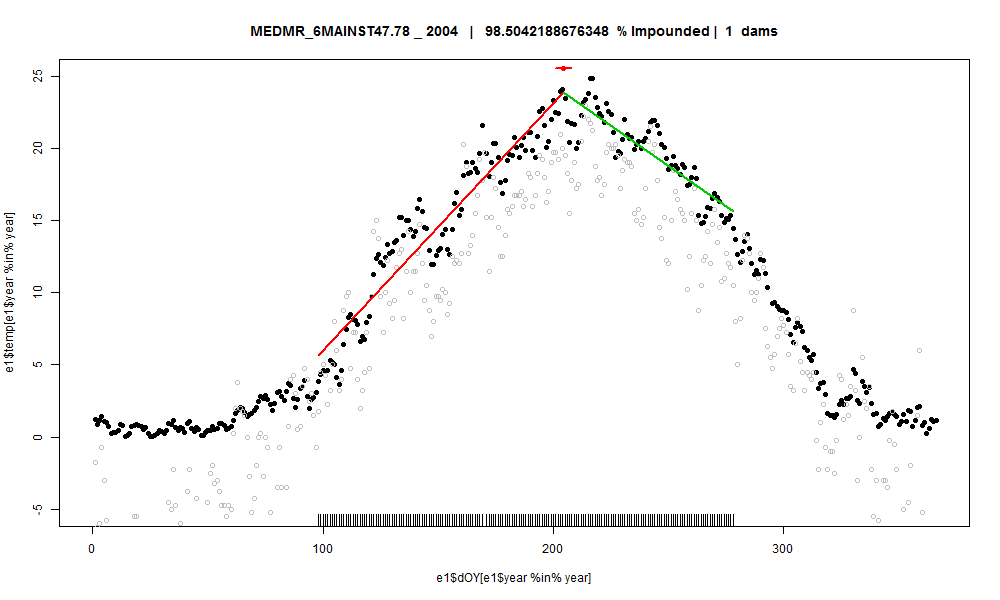 MEDMR_6MAINST47.78 _ 2004 | 98.5042188676348 % Impounded | 1 dams
25
20
15
10
5
0
-5
e1$temp[e1$year %in% year]
0 100 200 300
e1$dOY[e1$year %in% year]